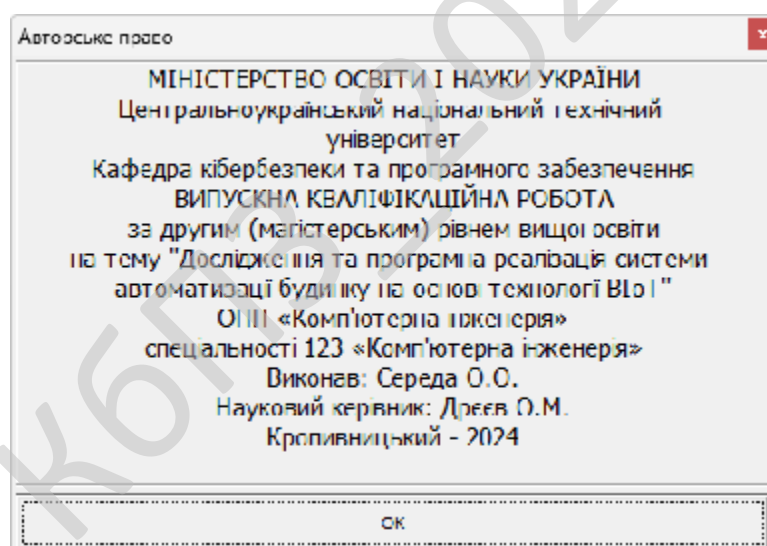 Авторське право
x
МІНІСТЕРСТВО ОСВІТИ І НАУКИ УКРАЇНИ
Центральноукраїнський національний технічний
університет
Кафедра кібербезпеки та програмного забезпечення
ВИПУСКНА КВАЛІФІКАЦІЙНА РОБОТА
за другим (магістерським) рівнем вищої освіти
на тему "Дослідження та програмна реалізація системи
автоматизації будинку на основі технології BIoT"
ОПП «Комп'ютерна інженерія»
спеціальності 123 «Комп'ютерна інженерія»
Виконав: Середа О.О.
Науковий керівник: Дреєв О.М.
Кропивницький - 2024
ОК